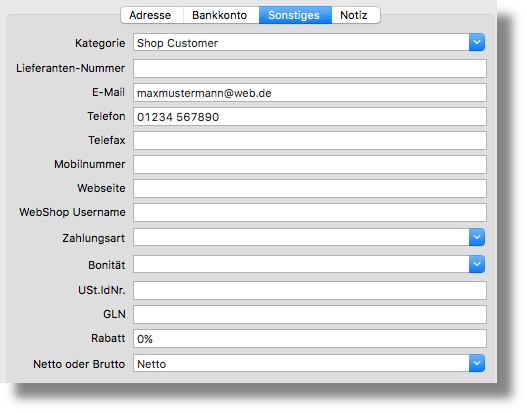 Adresse Bankkonto Sonstiges Notiz
Kategorie Shop Customer
Lieferanten-Nummer
E-Mail maxmustermann@web.de
Telefon 01234 567890
Telefax
Mobilnummer
Webseite
WebShop Username
Zahlungsart
Bonität
USt.IdNr.
GLN
Rabatt 0%
Netto oder Brutto Netto